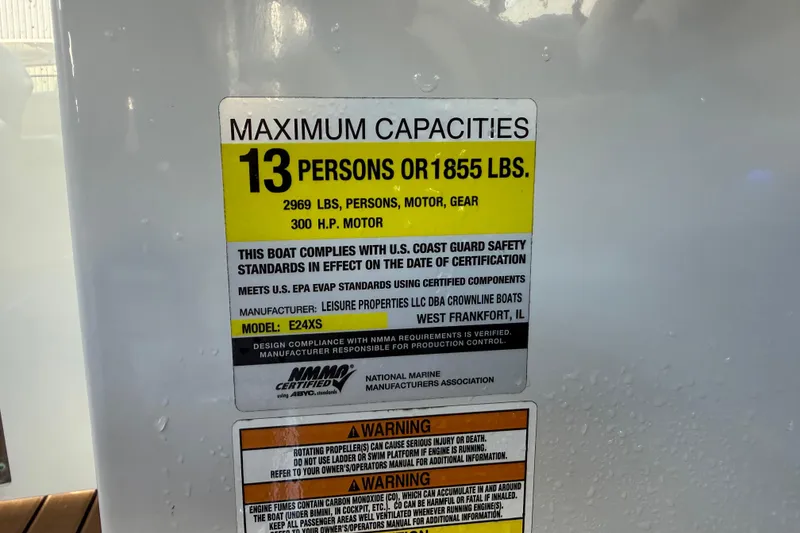 MAXIMUM CAPACITIES
13 PERSONS OR 1855 LBS.
2969 LBS, PERSONS, MOTOR, GEAR
300 H.P. MOTOR
THIS BOAT COMPLIES WITH U.S. COAST GUARD SAFETY
STANDARDS IN EFFECT ON THE DATE OF CERTIFICATION
MEETS U.S. EPA EVAP STANDARDS USING CERTIFIED COMPONENTS
MANUFACTURER: LEISURE PROPERTIES LLC DBA CROWNLINE BOATS
MODEL: E24XS WEST FRANKFORT, IL
DESIGN COMPLIANCE WITH NMMA REQUIREMENTS IS VERIFIED.
MANUFACTURER RESPONSIBLE FOR PRODUCTION CONTROL.
NMMA
CERTIFIED
using ABYC standards
NATIONAL MARINE
MANUFACTURERS ASSOCIATION
WARNING
ROTATING PROPELLER(S) CAN CAUSE SERIOUS INJURY OR DEATH.
DO NOT USE LADDER OR SWIM PLATFORM IF ENGINE IS RUNNING.
REFER TO YOUR OWNER'S/OPERATORS MANUAL FOR ADDITIONAL INFORMATION.
WARNING
ENGINE FUMES CONTAIN CARBON MONOXIDE (CO), WHICH CAN ACCUMULATE IN AND AROUND
THE BOAT (UNDER BIMINI, IN COCKPIT, ETC.). CO CAN BE HARMFUL OR FATAL IF INHALED.
KEEP ALL PASSENGER AREAS WELL VENTILATED WHENEVER RUNNING ENGINE(S).
REFER TO YOUR OWNER'S/OPERATORS MANUAL FOR ADDITIONAL INFORMATION.